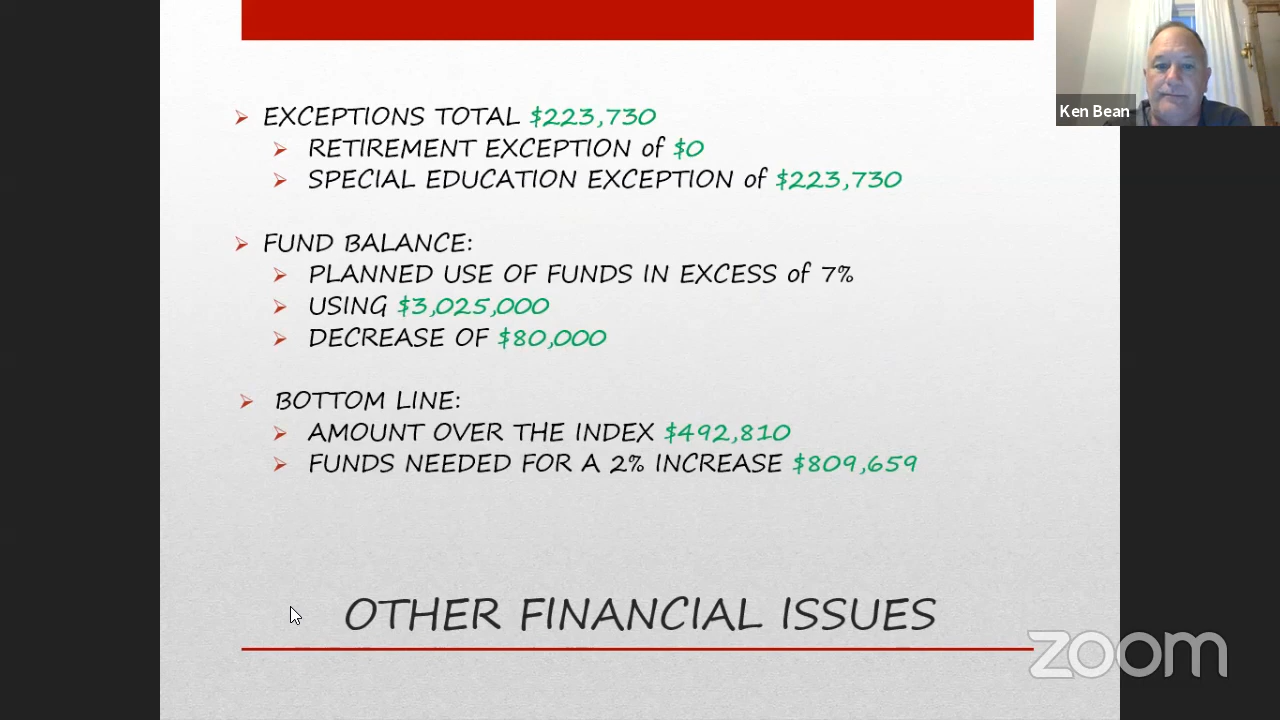 EXCEPTIONS TOTAL $223,730
RETIREMENT EXCEPTION of $0
SPECIAL EDUCATION EXCEPTION of $223,730
FUND BALANCE:
PLANNED USE OF FUNDS IN EXCESS of 7%
USING $3,025,000
DECREASE OF $80,000
BOTTOM LINE:
AMOUNT OVER THE INDEX $492,810
FUNDS NEEDED FOR A 2% INCREASE $809,659
OTHER FINANCIAL ISSUES
Ken Bean
zoom